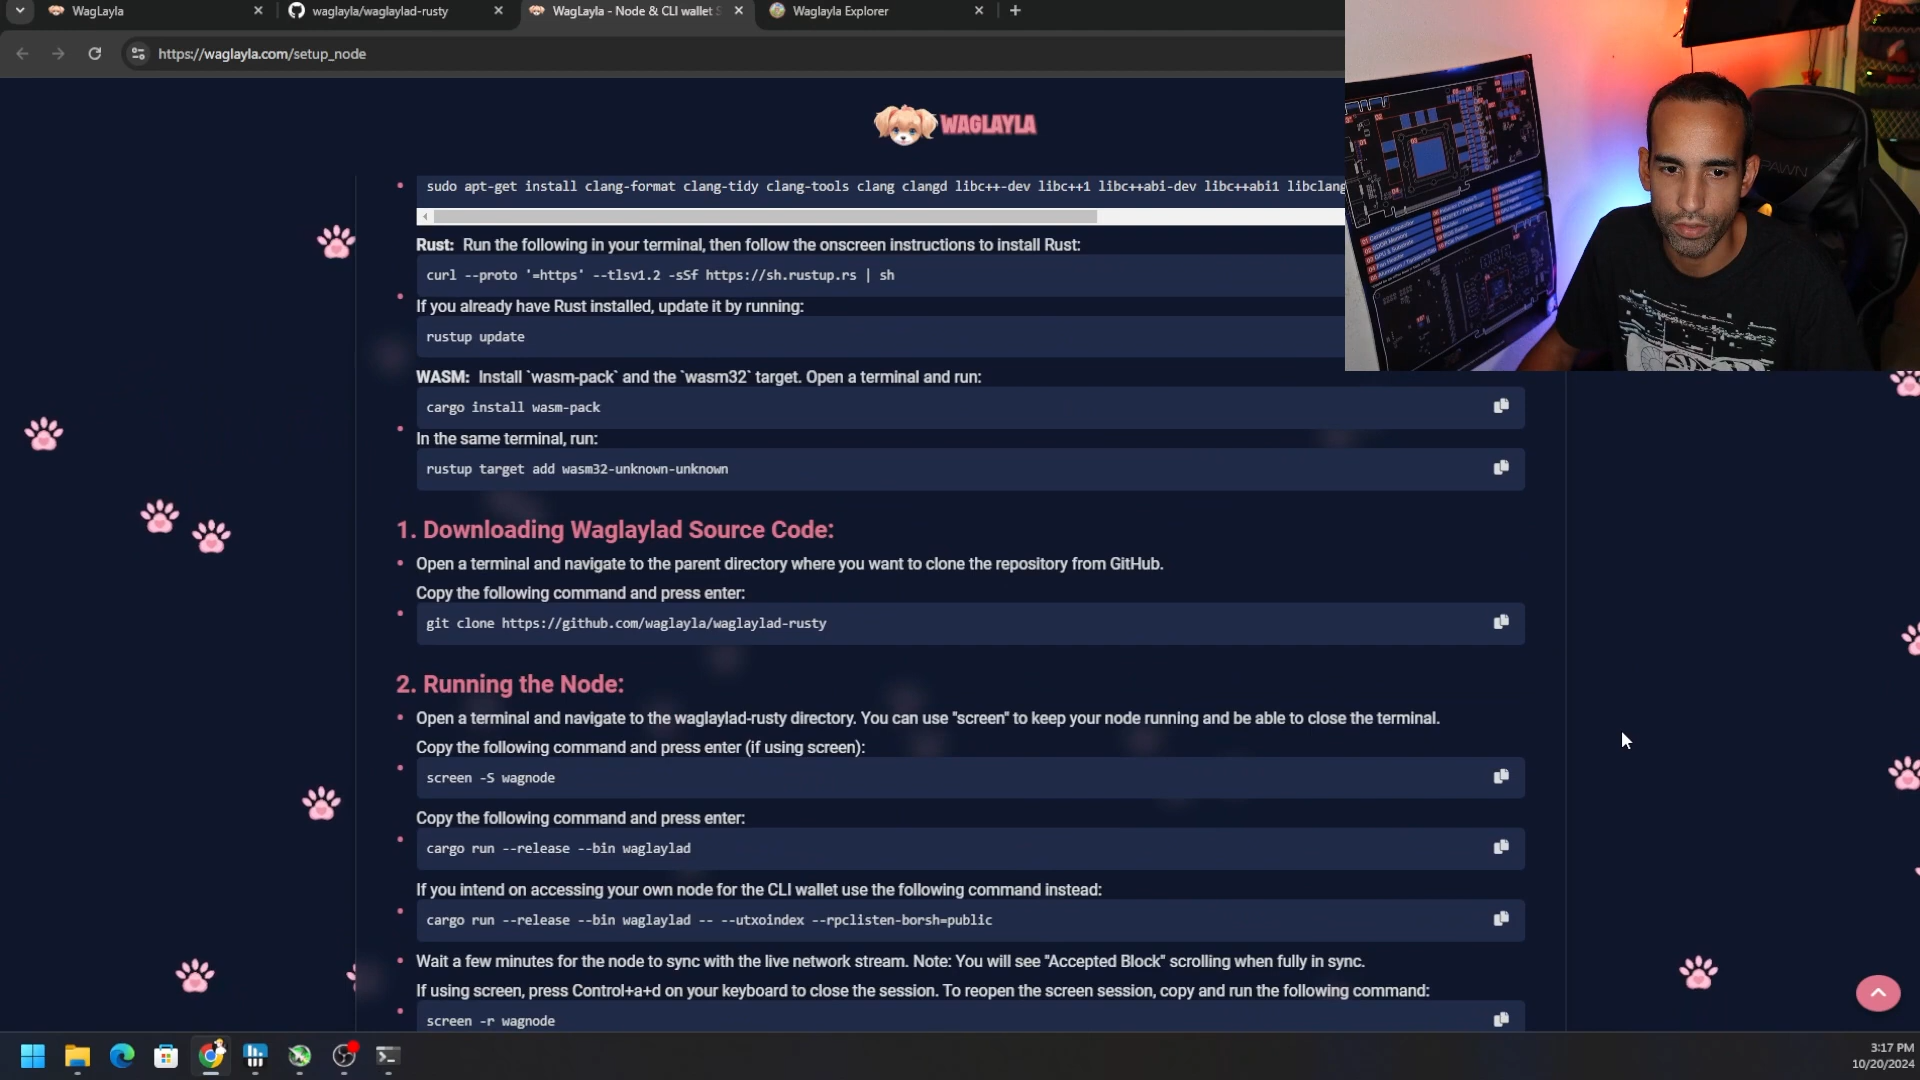 WagLayla
waglayla/waglaylad-rusty
WagLayla - Node & CLI wallet S
Waglayla Explorer
https://waglayla.com/setup_node
WAGLAYLA
sudo apt-get install clang-format clang-tidy clang-tools clang clangd libc++-dev libc++1 libc++abi-dev libc++abi1 libclang
Rust: Run the following in your terminal, then follow the onscreen instructions to install Rust:
curl --proto '=https' --tlsv1.2 -sSf https://sh.rustup.rs | sh
If you already have Rust installed, update it by running:
rustup update
WASM: Install `wasm-pack` and the `wasm32` target. Open a terminal and run:
cargo install wasm-pack
In the same terminal, run:
rustup target add wasm32-unknown-unknown
1. Downloading Waglaylad Source Code:
Open a terminal and navigate to the parent directory where you want to clone the repository from GitHub.
Copy the following command and press enter:
git clone https://github.com/waglayla/waglaylad-rusty
2. Running the Node:
Open a terminal and navigate to the waglaylad-rusty directory. You can use "screen" to keep your node running and be able to close the terminal.
Copy the following command and press enter (if using screen):
screen -S wagnode
Copy the following command and press enter:
cargo run --release --bin waglaylad
If you intend on accessing your own node for the CLI wallet use the following command instead:
cargo run --release --bin waglaylad -- --utxoindex --rpclisten-borsh=public
Wait a few minutes for the node to sync with the live network stream. Note: You will see "Accepted Block" scrolling when fully in sync.
If using screen, press Control+a+d on your keyboard to close the session. To reopen the screen session, copy and run the following command:
screen -r wagnode
3:17 PM
10/20/2024